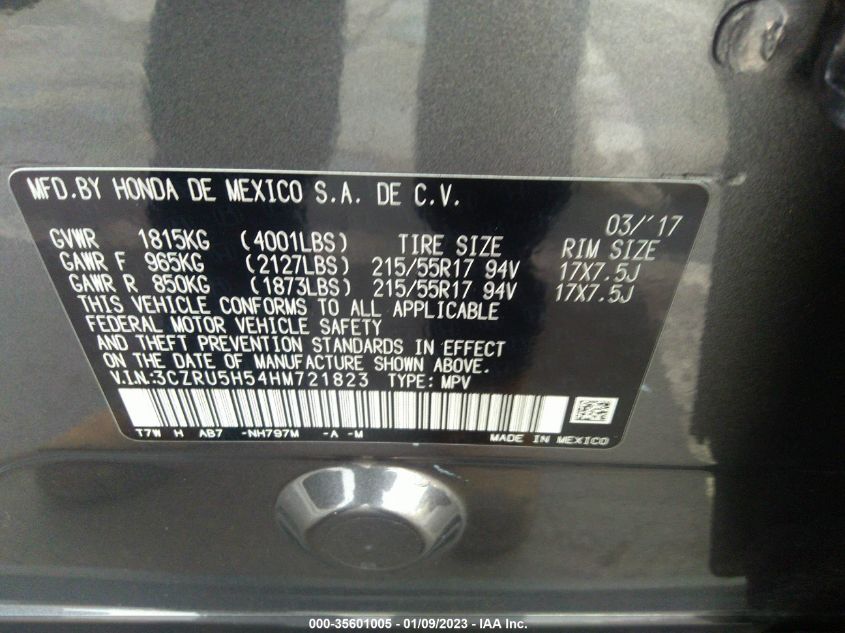 MFD.BY HONDA DE MEXICO S.A. DE C.V.
03/'17
GVWR 1815KG (4001LBS) TIRE SIZE RIM SIZE
GAWR F 965KG (2127LBS) 215/55R17 94V 17X7.5J
GAWR R 850KG (1873LBS) 215/55R17 94V 17X7.5J
THIS VEHICLE CONFORMS TO ALL APPLICABLE
FEDERAL MOTOR VEHICLE SAFETY
AND THEFT PREVENTION STANDARDS IN EFFECT
ON THE DATE OF MANUFACTURE SHOWN ABOVE.
V.I.N:3CZRU5H54HM721823 TYPE: MPV
T7W H AB7 -NH797M -A -M MADE IN MEXICO
000-35601005 - 01/09/2023 - IAA Inc.